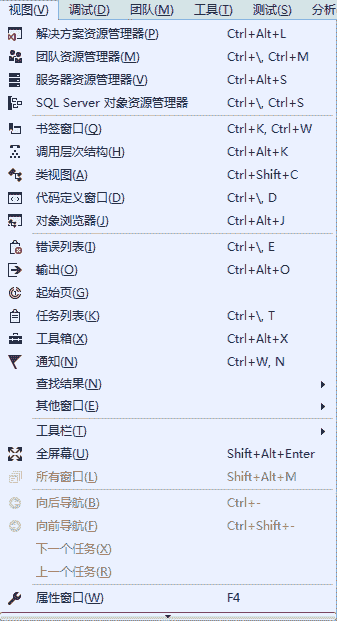 视图(V) 调试(D) 团队(M) 工具(T) 测试(S) 分析
解决方案资源管理器(P) Ctrl+Alt+L
团队资源管理器(M) Ctrl+\, Ctrl+M
服务器资源管理器(V) Ctrl+Alt+S
SQL Server 对象资源管理器 Ctrl+\, Ctrl+S
书签窗口(Q) Ctrl+K, Ctrl+W
调用层次结构(H) Ctrl+Alt+K
类视图(A) Ctrl+Shift+C
代码定义窗口(D) Ctrl+\, D
对象浏览器(J) Ctrl+Alt+J
错误列表(I) Ctrl+\, E
输出(O) Ctrl+Alt+O
起始页(G)
任务列表(K) Ctrl+\, T
工具箱(X) Ctrl+Alt+X
通知(N) Ctrl+W, N
查找结果(N)
其他窗口(E)
工具栏(T)
全屏幕(U) Shift+Alt+Enter
所有窗口(L) Shift+Alt+M
向后导航(B) Ctrl+-
向前导航(F) Ctrl+Shift+-
下一个任务(X)
上一个任务(R)
属性窗口(W) F4